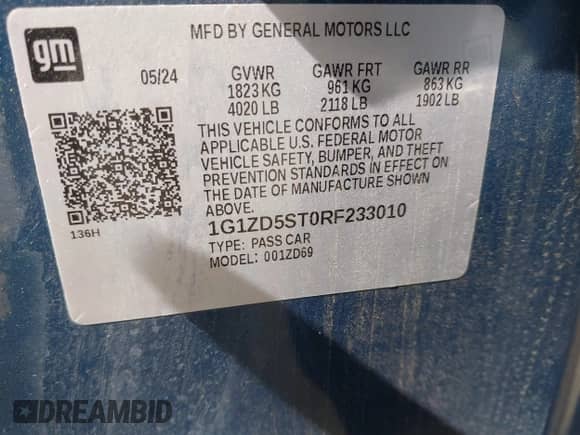 gm
MFD BY GENERAL MOTORS LLC
05/24 GVWR GAWR FRT GAWR RR
1823 KG 961 KG 863 KG
4020 LB 2118 LB 1902 LB
THIS VEHICLE CONFORMS TO ALL
APPLICABLE U.S. FEDERAL MOTOR
VEHICLE SAFETY, BUMPER, AND THEFT
PREVENTION STANDARDS IN EFFECT ON
THE DATE OF MANUFACTURE SHOWN
ABOVE.
136H
1G1ZD5ST0RF233010
TYPE: PASS CAR
MODEL: 001ZD69
DREAMBID